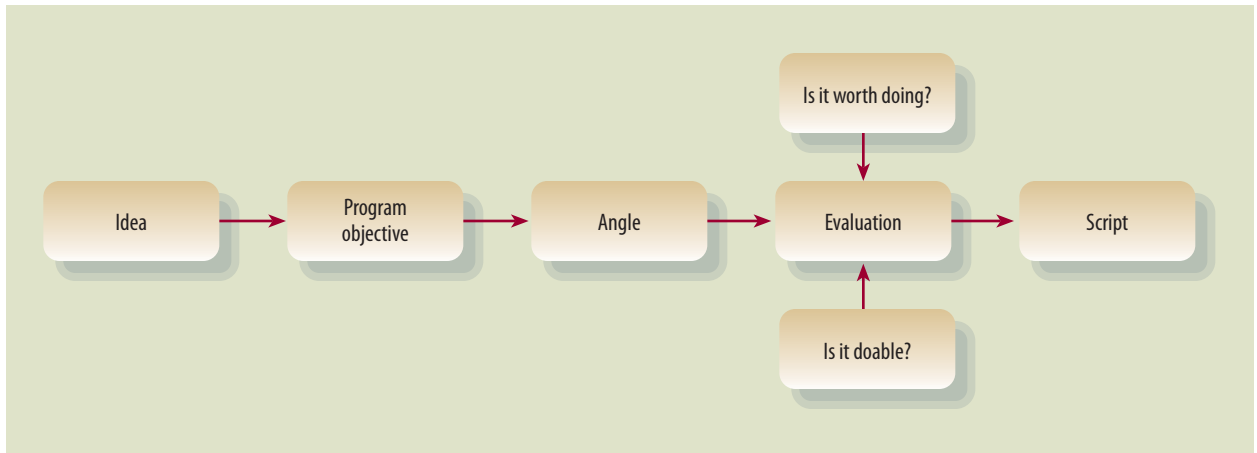 Is it worth doing?
Idea
Program
objective
Angle
Evaluation
Script
Is it doable?